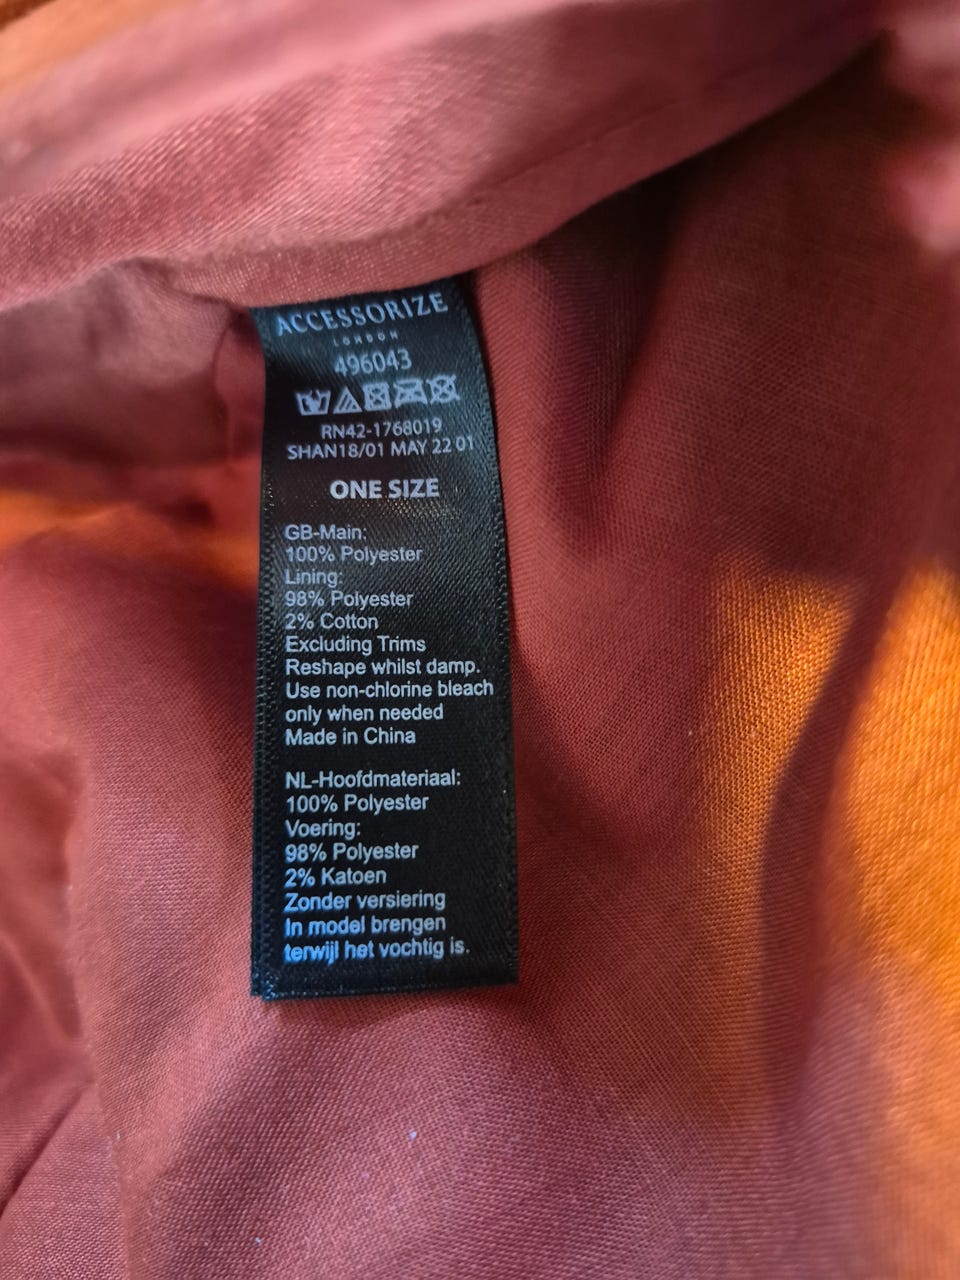 ACCESSORIZE
LONDON
496043
RN42-1768019
SHAN18/01 MAY 22 01
ONE SIZE
GB-Main:
100% Polyester
Lining:
98% Polyester
2% Cotton
Excluding Trims
Reshape whilst damp.
Use non-chlorine bleach
only when needed
Made in China
NL-Hoofdmateriaal:
100% Polyester
Voering:
98% Polyester
2% Katoen
Zonder versiering
In model brengen
terwijl het vochtig is.